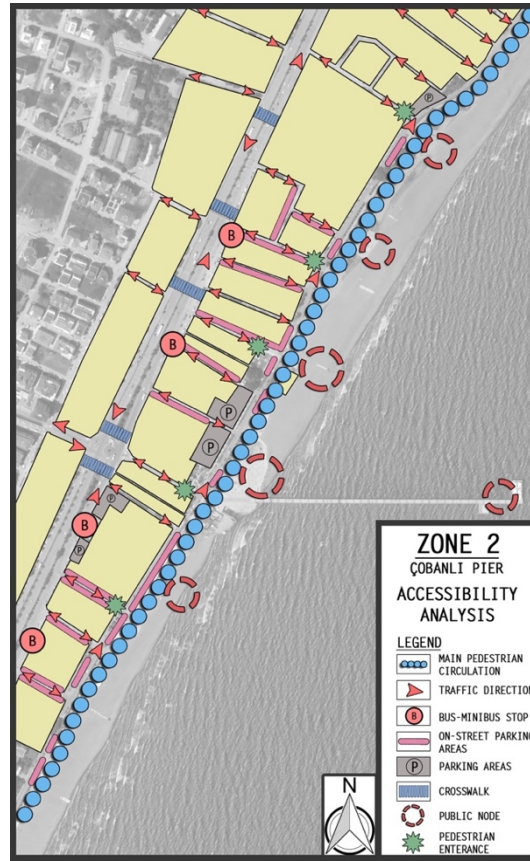 P
B
B
P
P
P
B
P
B
ZONE 2
ÇOBANLI PIER
ACCESSIBILITY
ANALYSIS
LEGEND
MAIN PEDESTRIAN
CIRCULATION
TRAFFIC DIRECTION
B BUS-MINIBUS STOP
ON-STREET PARKING
AREAS
P PARKING AREAS
CROSSWALK
PUBLIC NODE
PEDESTRIAN
ENTERANCE
N